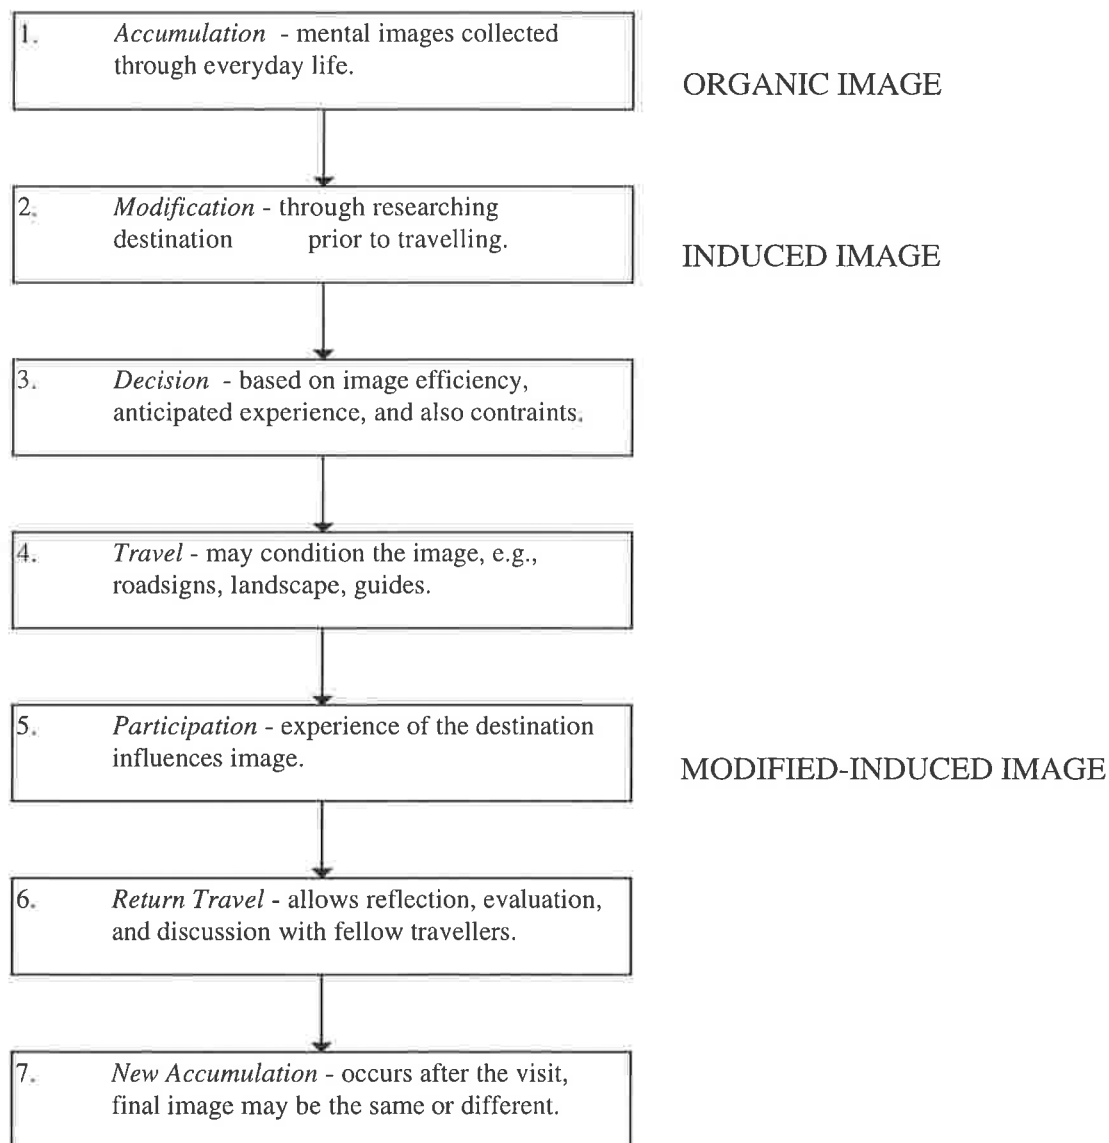 1. Accumulation - mental images collected
through everyday life.
ORGANIC IMAGE
2. Modification - through researching
destination prior to travelling.
INDUCED IMAGE
3. Decision - based on image efficiency,
anticipated experience, and also contraints.
4. Travel - may condition the image, e.g.,
roadsigns, landscape, guides.
5. Participation - experience of the destination
influences image.
MODIFIED-INDUCED IMAGE
6. Return Travel - allows reflection, evaluation,
and discussion with fellow travellers.
7. New Accumulation - occurs after the visit,
final image may be the same or different.